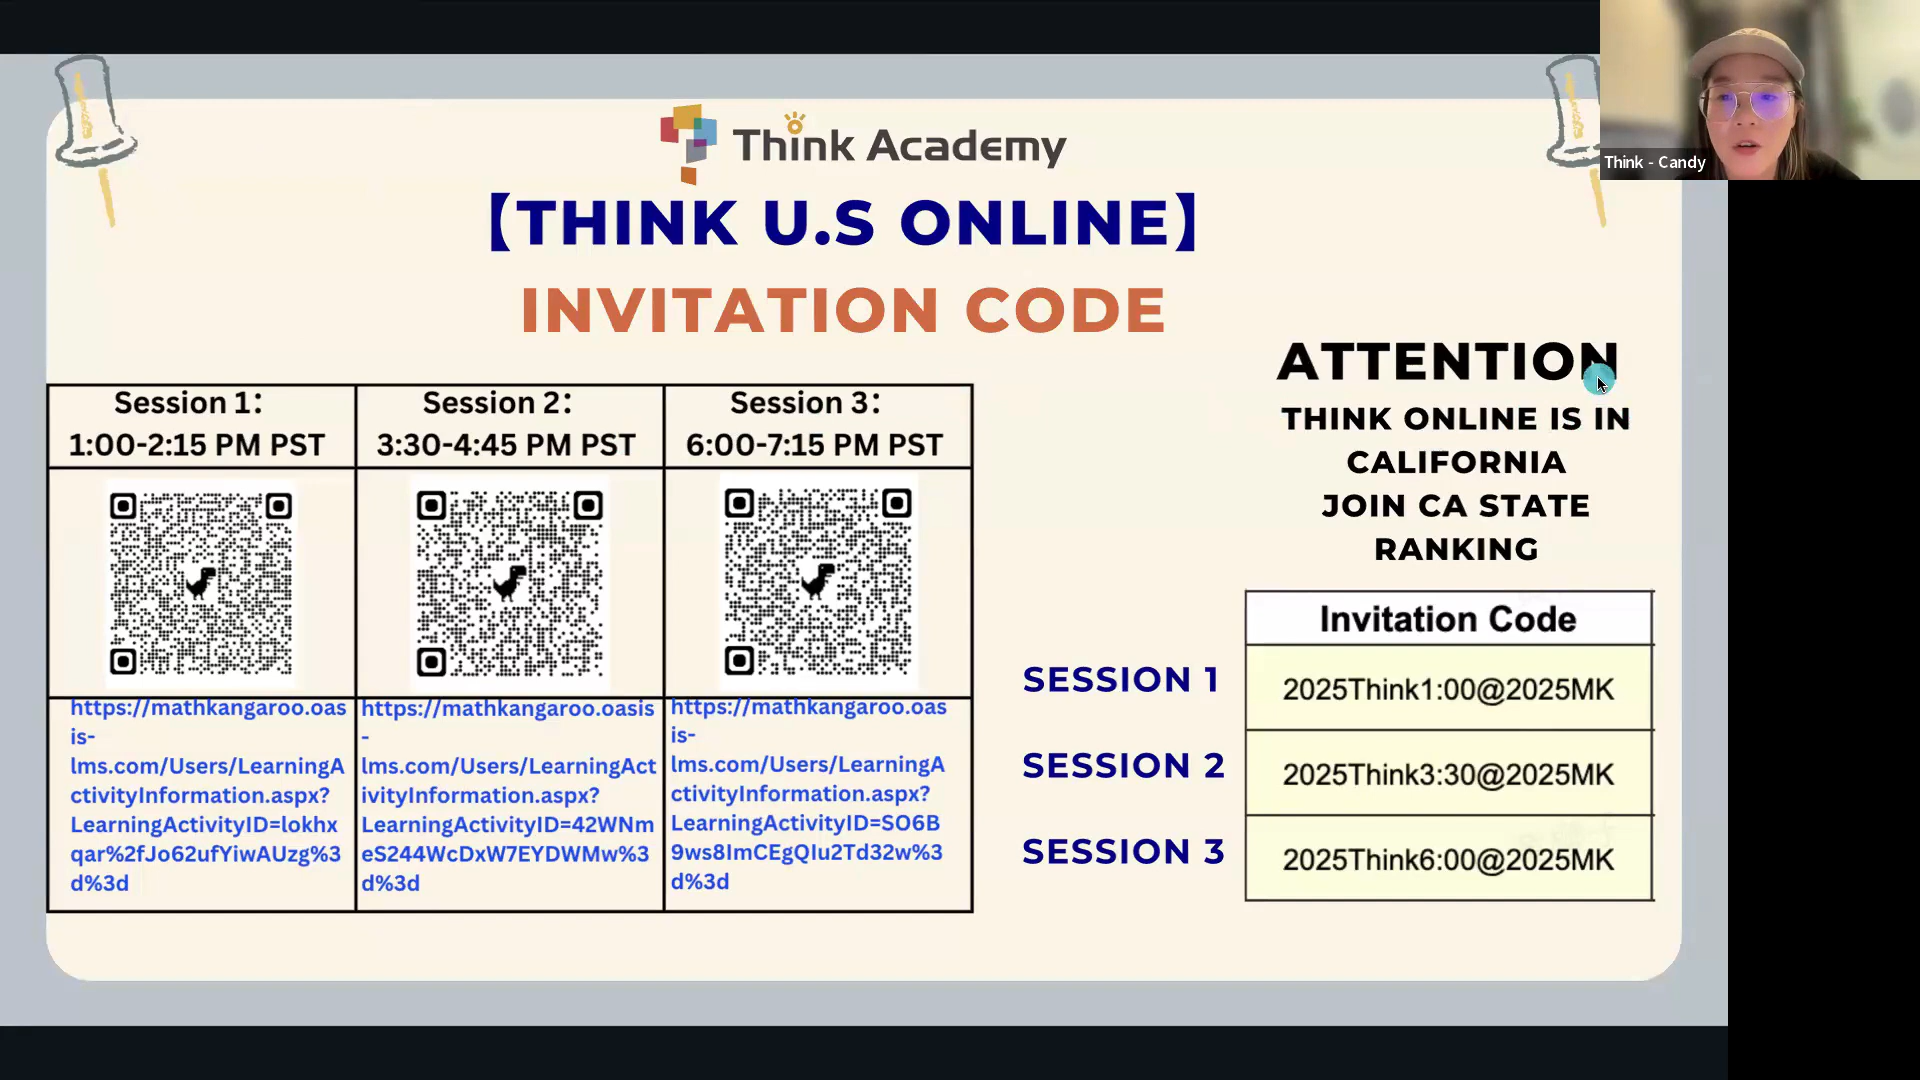 Think Academy
【THINK U.S ONLINE】
INVITATION CODE
Session 1:
1:00-2:15 PM PST
Session 2:
3:30-4:45 PM PST
Session 3:
6:00-7:15 PM PST
https://mathkangaroo.oas
is-
lms.com/Users/LearningA
ctivityInformation.aspx?
LearningActivityID=lokhx
qar%2fJo62ufYiwAUzg%3
d%3d
https://mathkangaroo.oasis
-
lms.com/Users/LearningAct
ivityInformation.aspx?
LearningActivityID=42WNm
eS244WcDxW7EYDWMw%3
d%3d
https://mathkangaroo.oas
is-
lms.com/Users/LearningA
ctivityInformation.aspx?
LearningActivityID=SO6B
9ws8ImCEgQIu2Td32w%3
d%3d
ATTENTION
THINK ONLINE IS IN
CALIFORNIA
JOIN CA STATE
RANKING
Invitation Code
SESSION 1
2025Think1:00@2025MK
SESSION 2
2025Think3:30@2025MK
SESSION 3
2025Think6:00@2025MK
Think - Candy